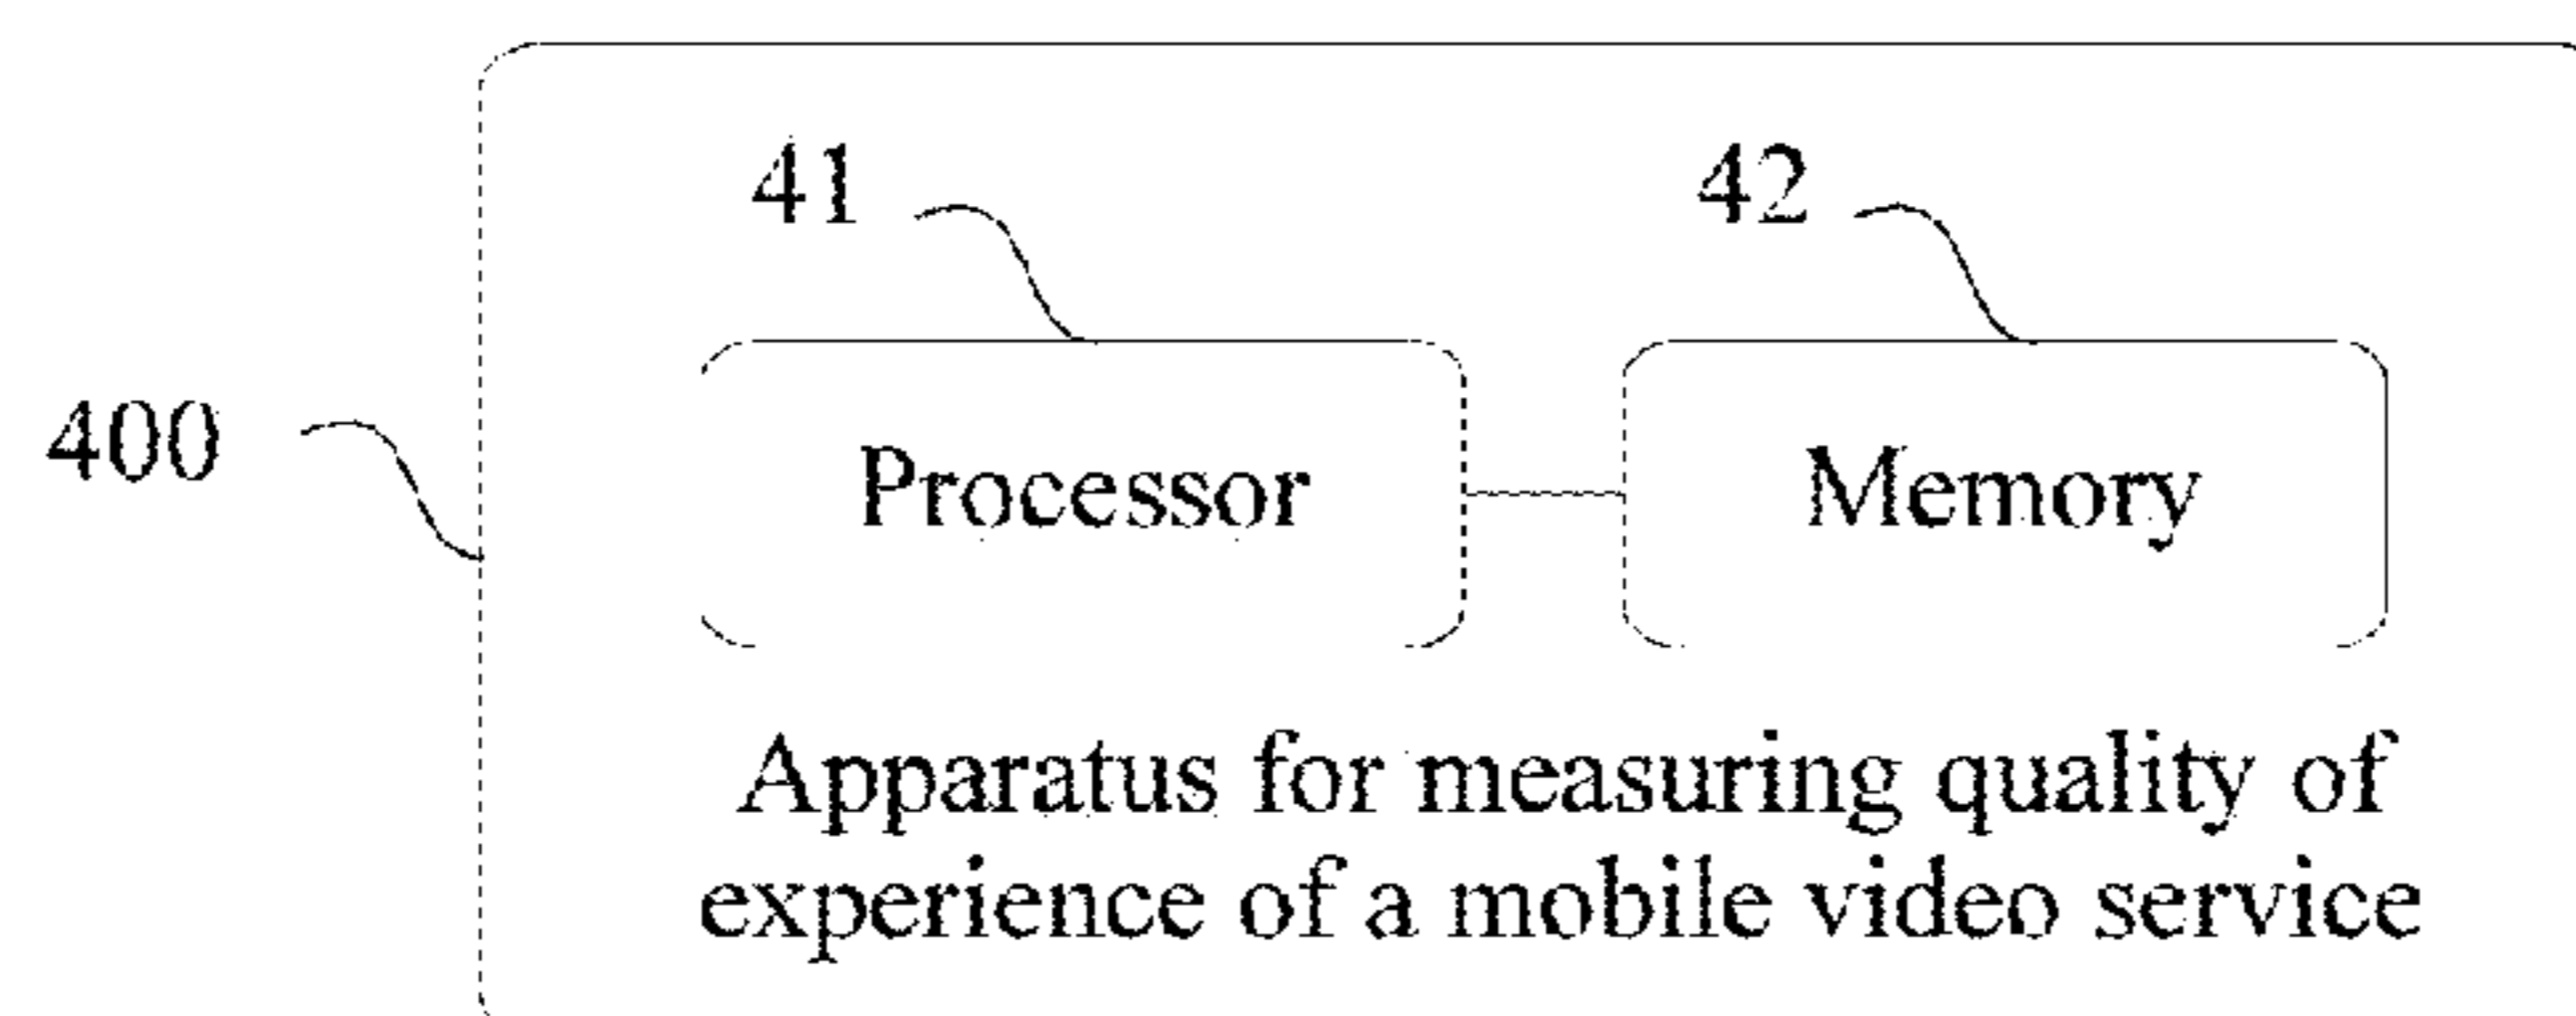 41
42
400
Processor
Memory
Apparatus for measuring quality of
experience of a mobile video service